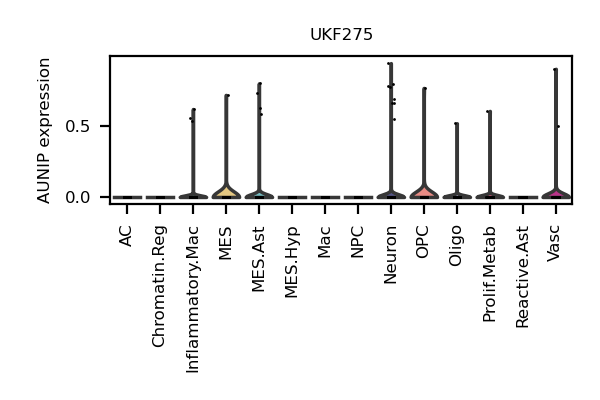 UKF275
AUNIP expression
0.5
0.0
AC
Chromatin.Reg
Inflammatory.Mac
MES
MES.Ast
MES.Hyp
Mac
NPC
Neuron
OPC
Oligo
Prolif.Metab
Reactive.Ast
Vasc